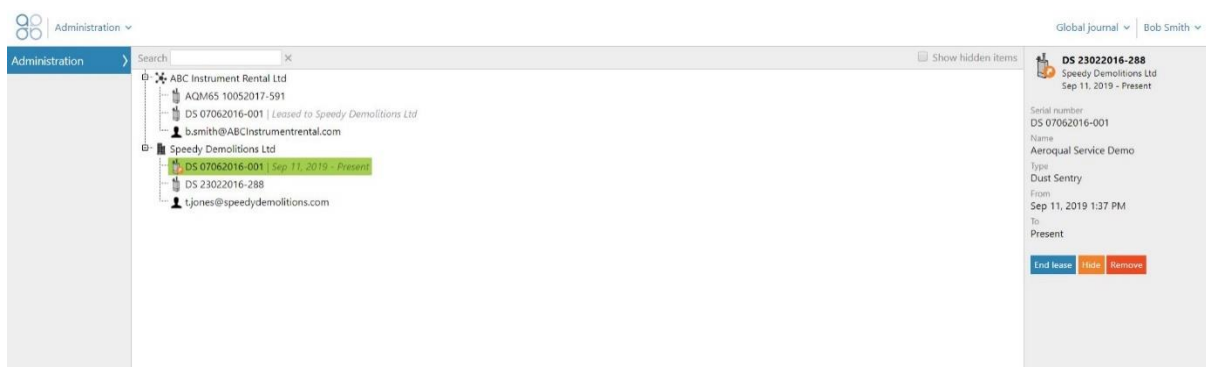 Administration
Global journal
Bob Smith
Administration
Search
Show hidden items
ABC Instrument Rental Ltd
AQM65 10052017-591
DS 07062016-001 | Leased to Speedy Demolitions Ltd
b.smith@ABCInstrumentrental.com
Speedy Demolitions Ltd
DS 07062016-001 | Sep 11, 2019 - Present
DS 23022016-288
t.jones@speedydemolitions.com
DS 23022016-288
Speedy Demolitions Ltd
Sep 11, 2019 - Present
Serial number
DS 07062016-001
Name
Aeroqual Service Demo
Type
Dust Sentry
From
Sep 11, 2019 1:37 PM
To
Present
End lease Hide Remove